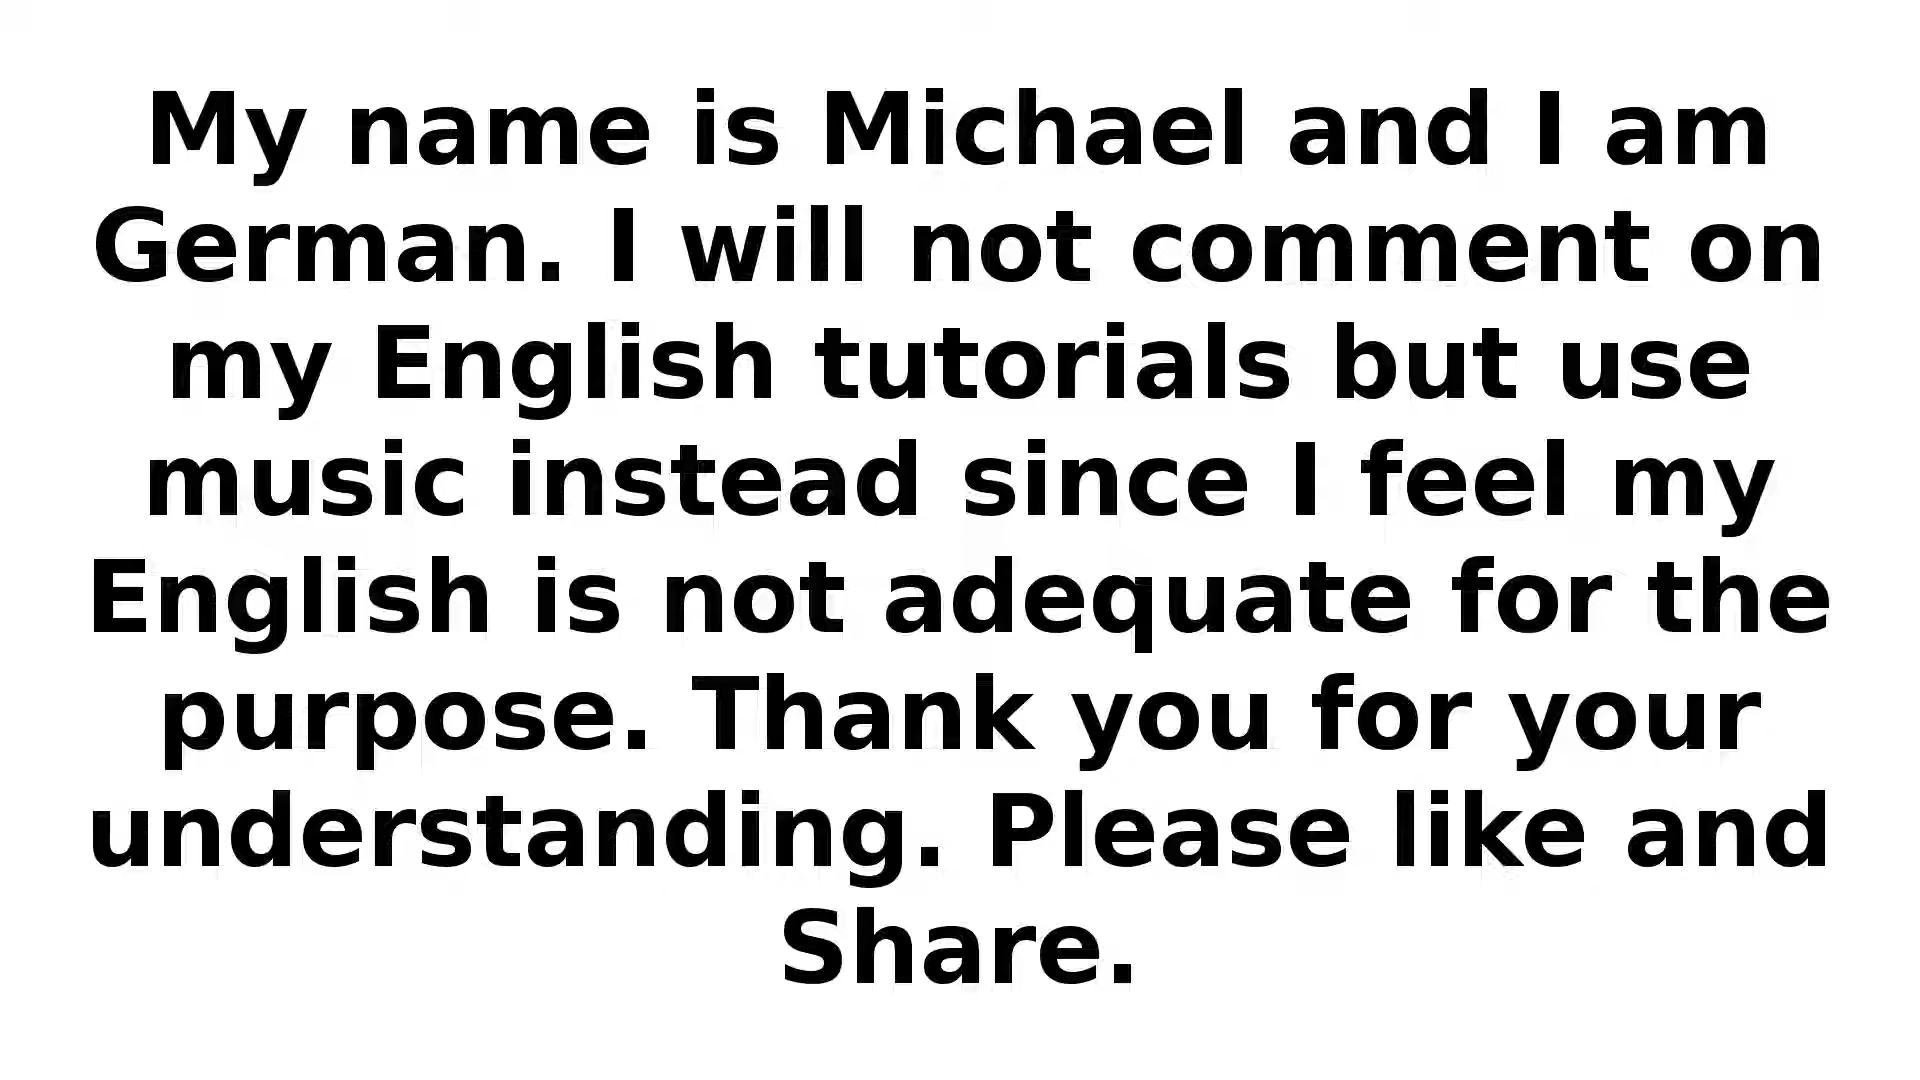 My name is Michael and I am
German. I will not comment on
my English tutorials but use
music instead since I feel my
English is not adequate for the
purpose. Thank you for your
understanding. Please like and
Share.